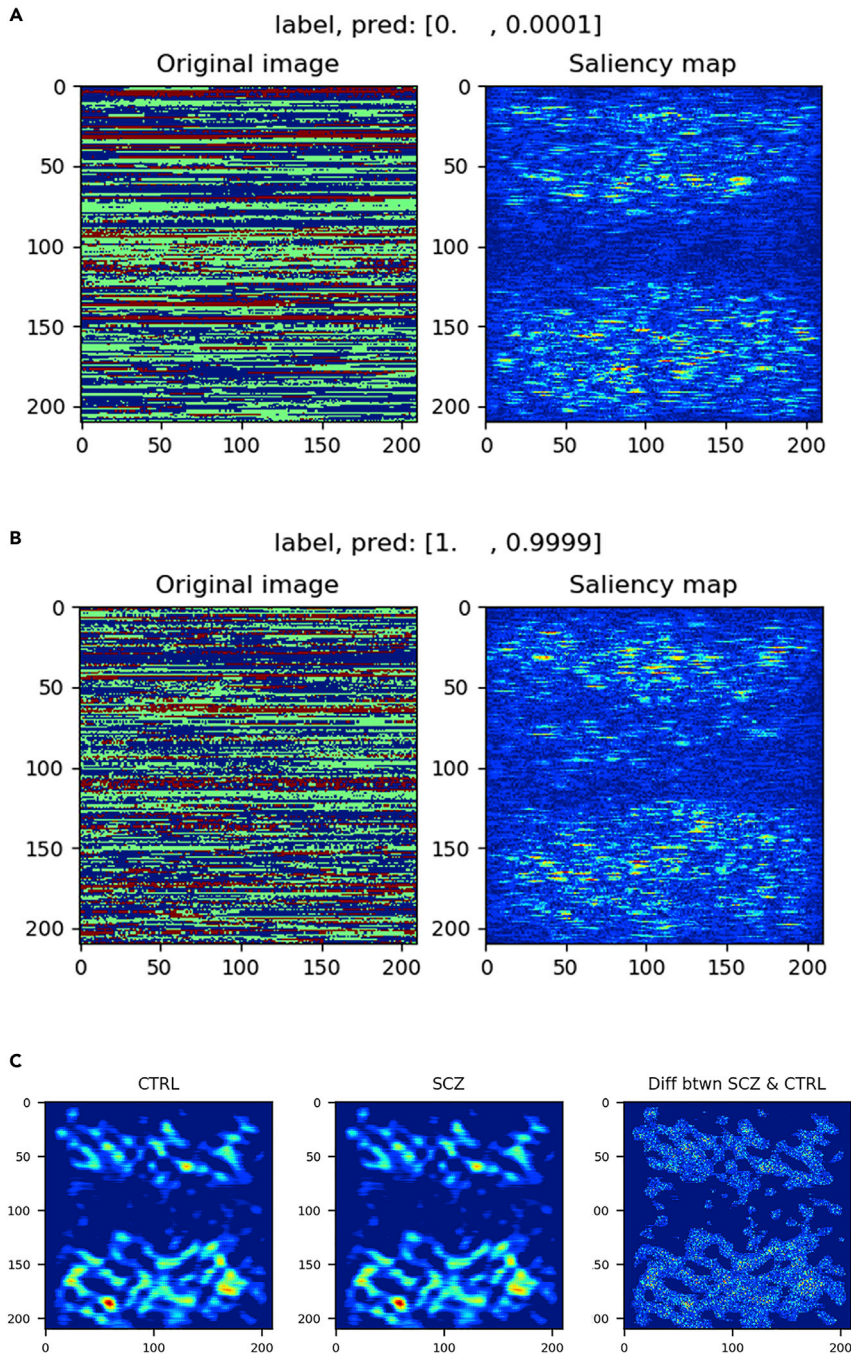 A
label, pred: [0.    , 0.0001]
Original image
Saliency map
0
50
100
150
200
0 50 100 150 200
0
50
100
150
200
0 50 100 150 200
B
label, pred: [1.    , 0.9999]
Original image
Saliency map
0
50
100
150
200
0 50 100 150 200
0
50
100
150
200
0 50 100 150 200
C
CTRL
SCZ
Diff btwn SCZ & CTRL
0
50
100
150
200
0 100 200
0
50
100
150
200
0 100 200
0
50
00
50
00
0 100 200